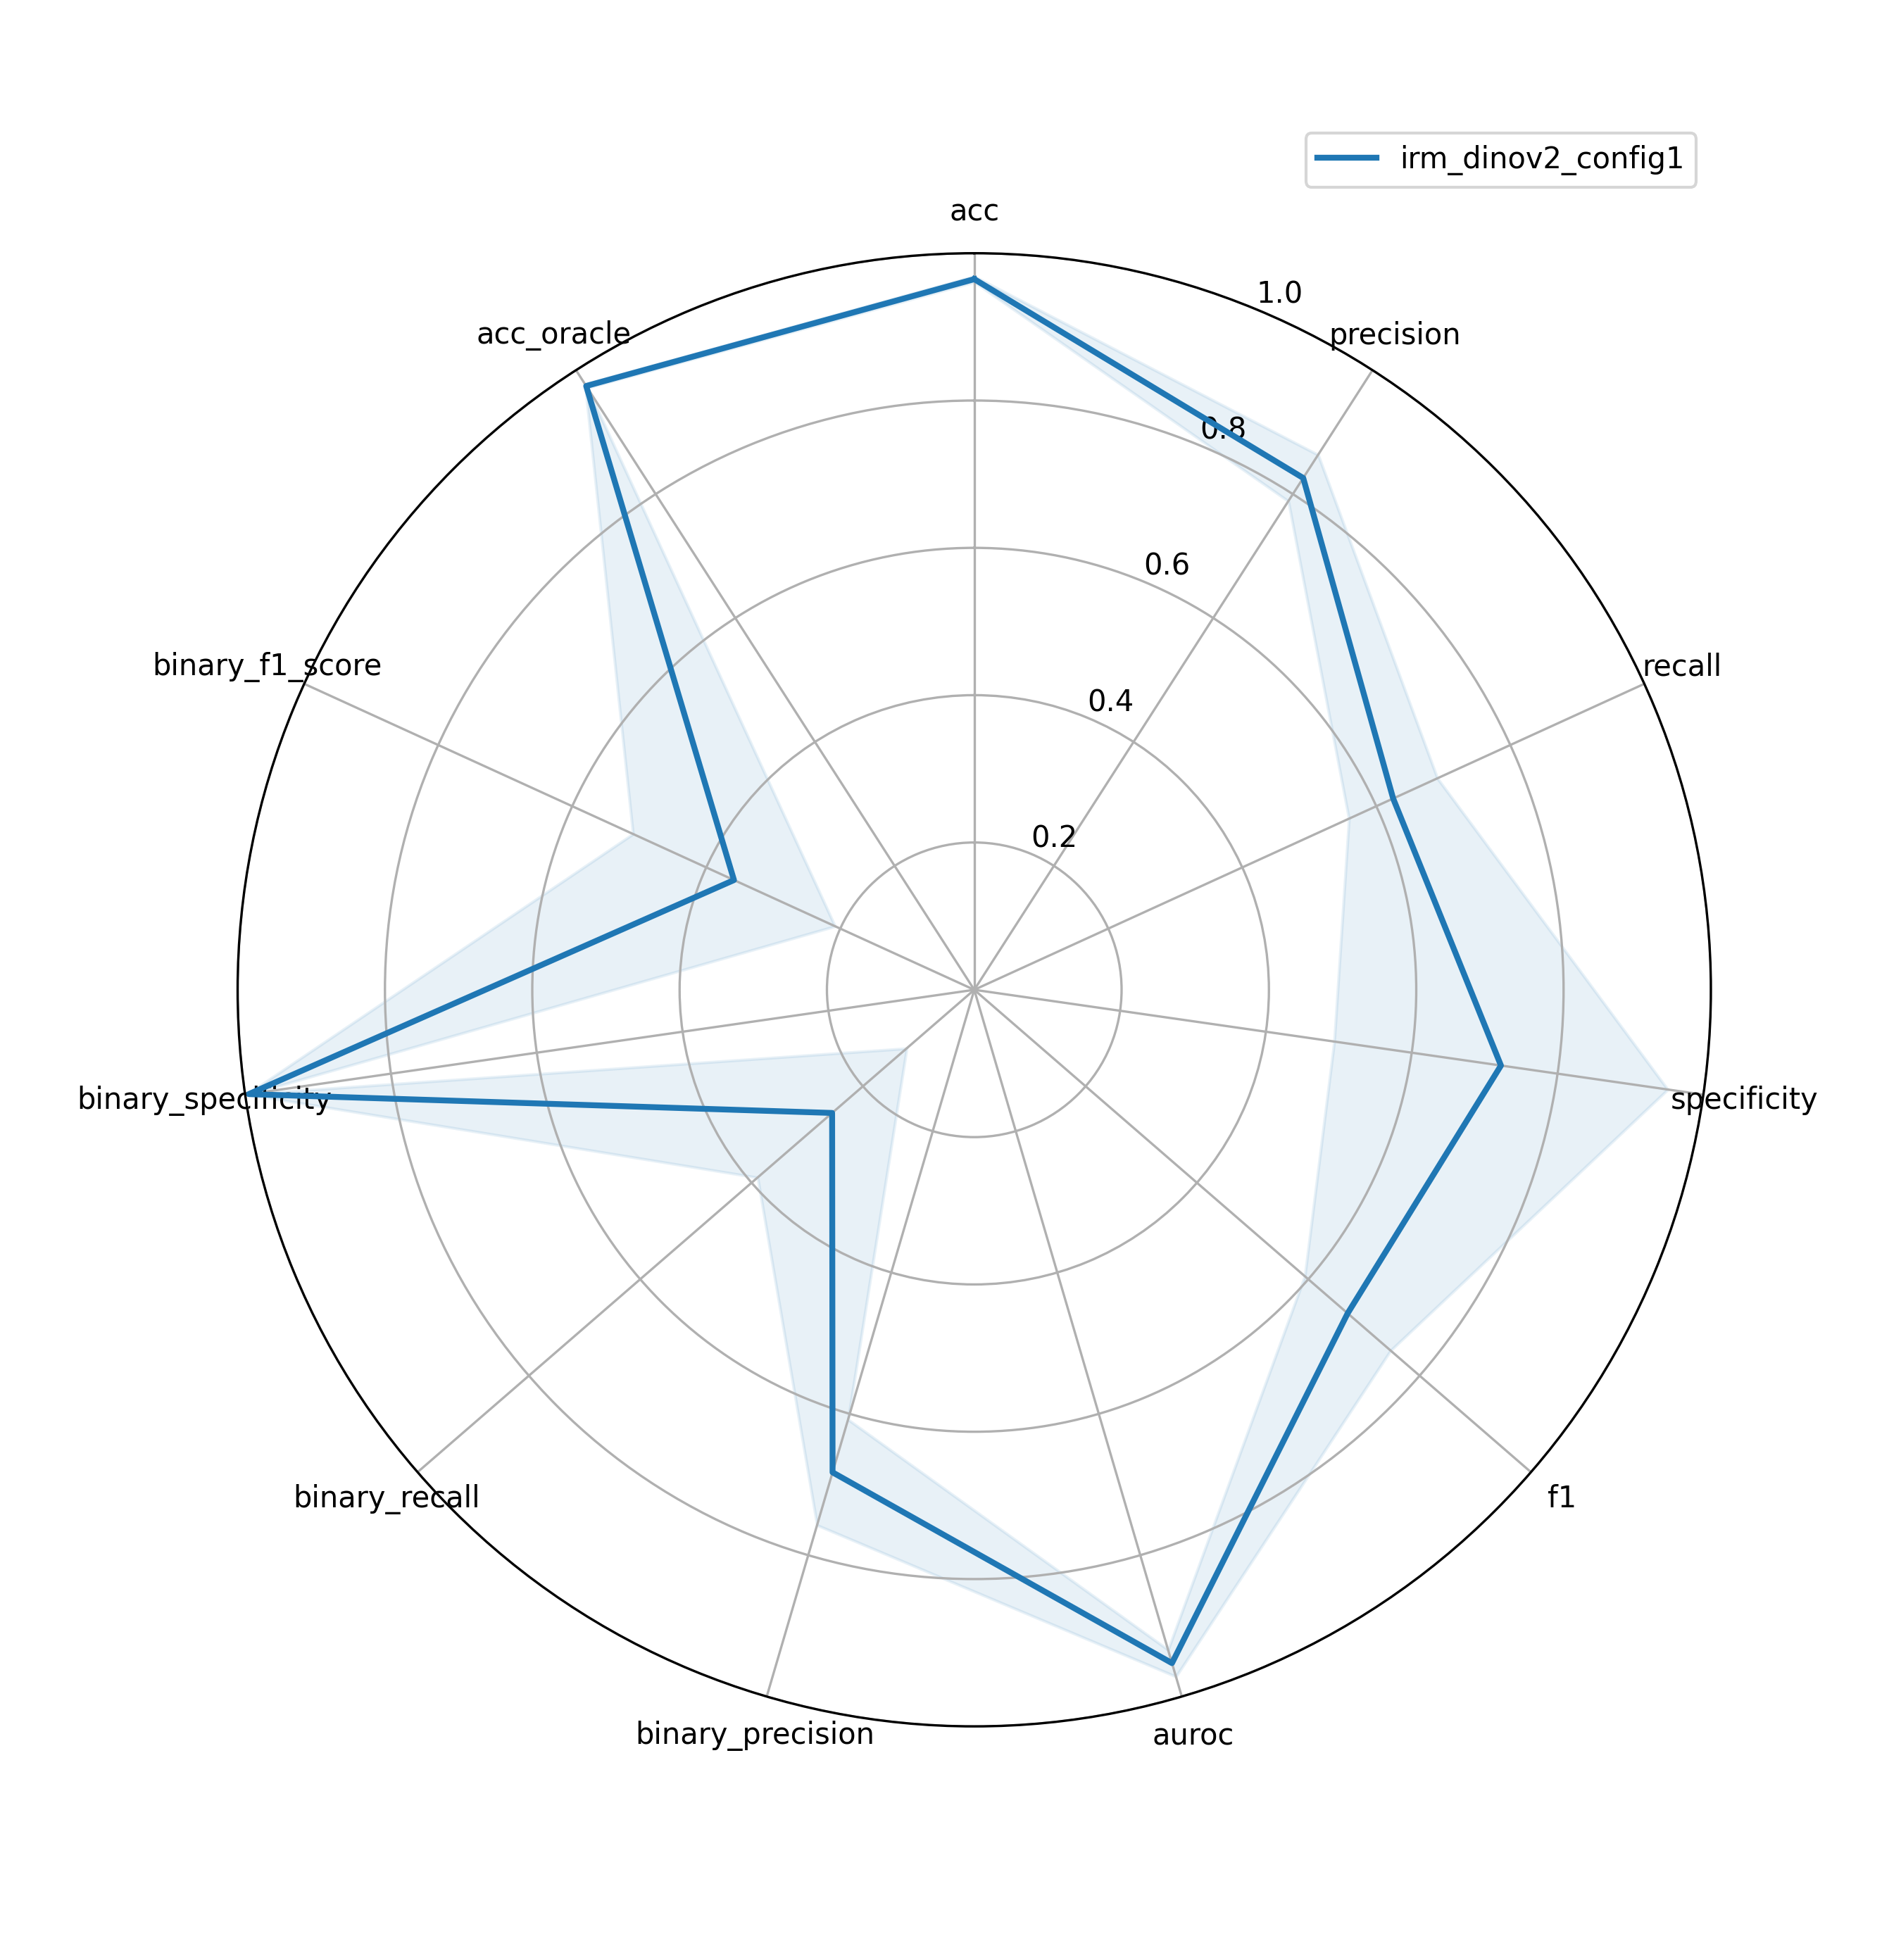 irm_dinov2_config1
acc
1.0
acc_oracle
precision
0.8
0.6
binary_f1_score
recall
0.4
0.2
binary_specificity
specificity
binary_recall
f1
binary_precision
auroc